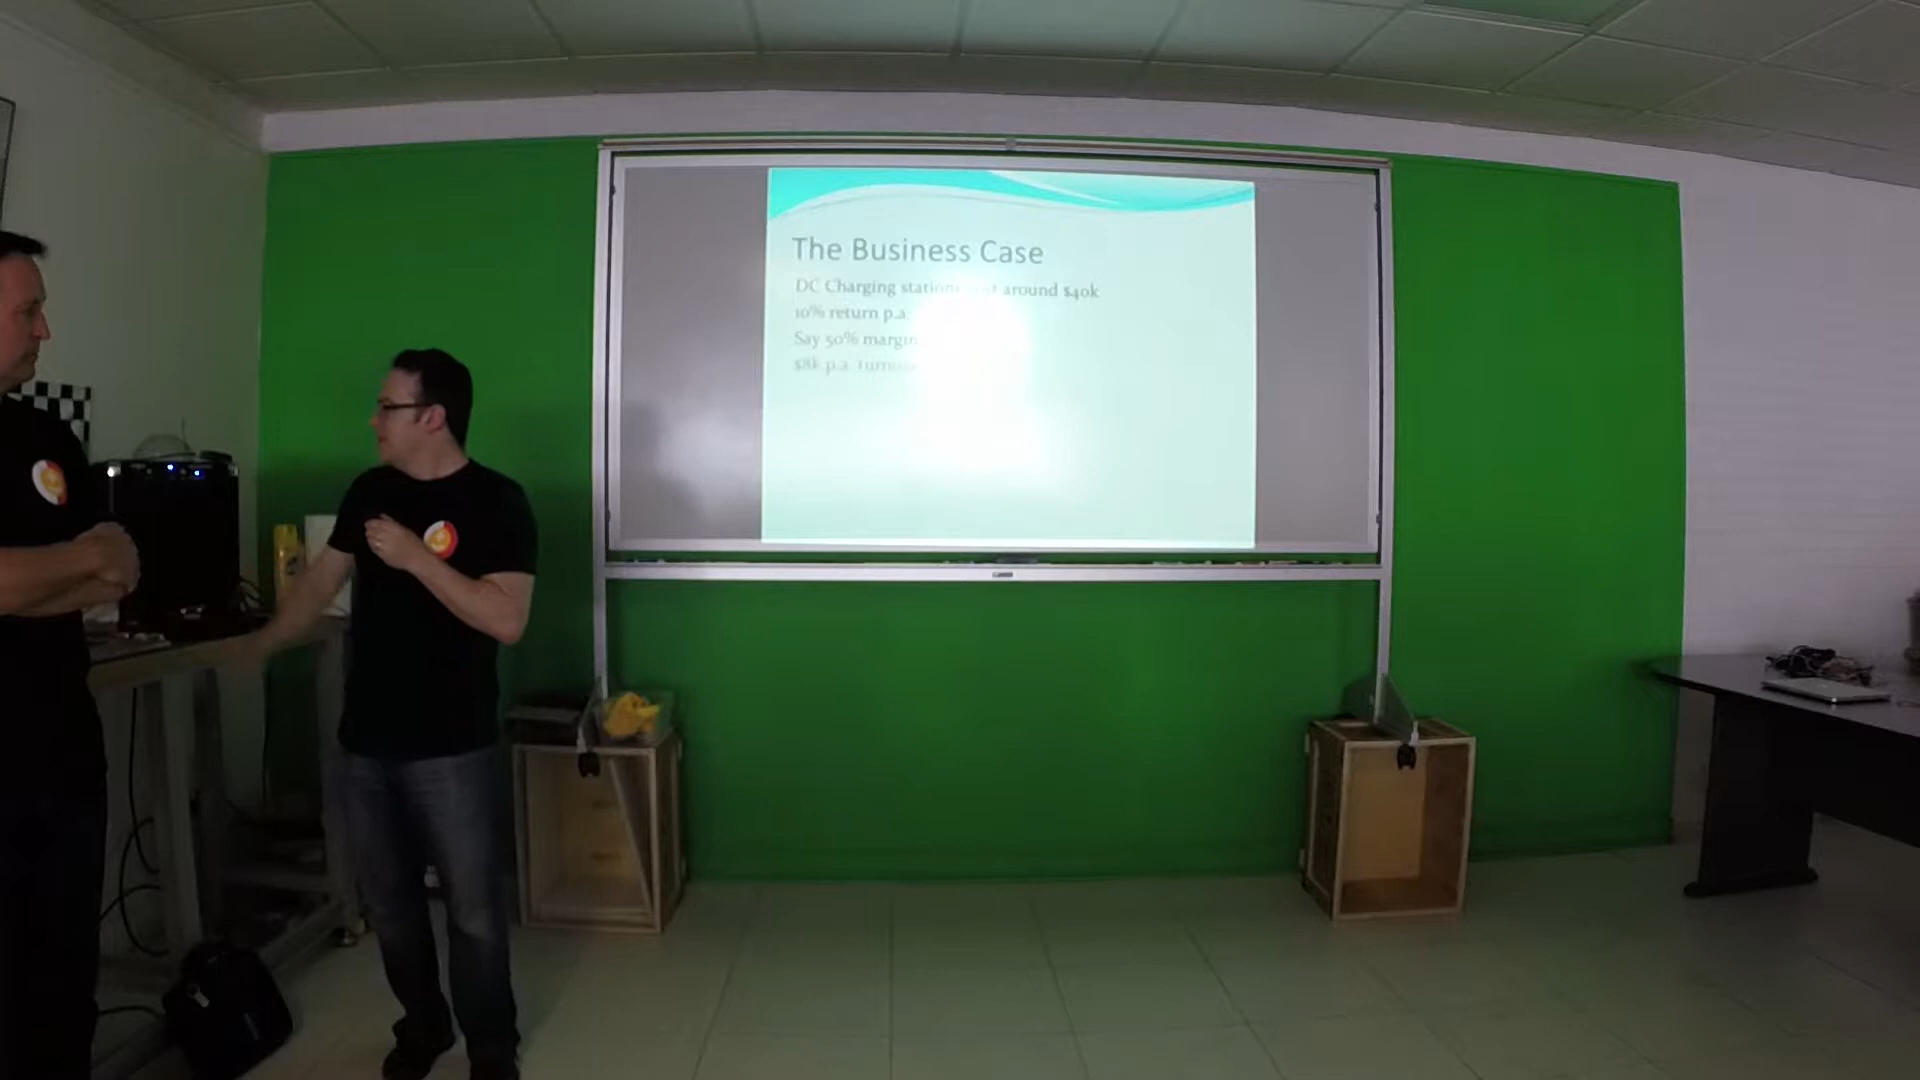 The Business Case
DC Charging stations around $40k
10% return p.a.
Say 50% margin
$8k p.a.